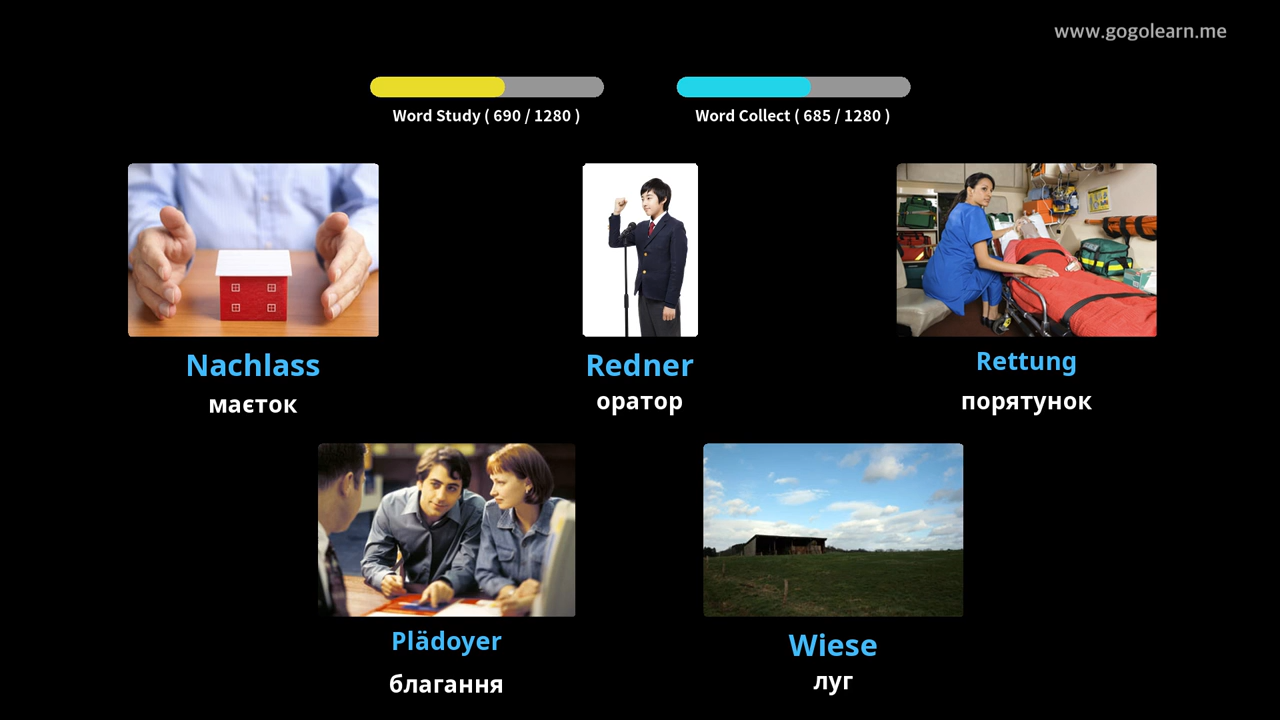 www.gogolearn.me
Word Study ( 690 / 1280 )
Word Collect ( 685 / 1280 )
Nachlass
маєток
Redner
оратор
Rettung
порятунок
Plädoyer
благання
Wiese
луг